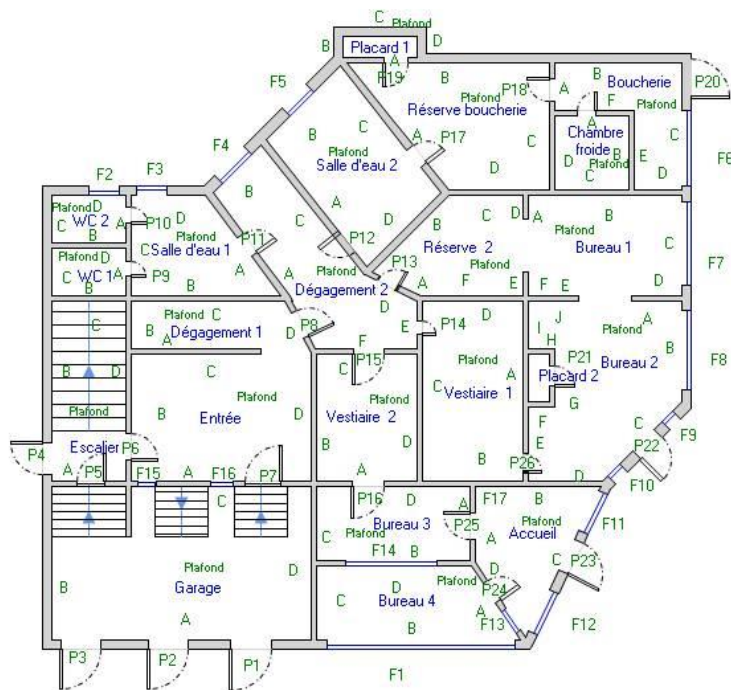 C Plafond
B D
Placard 1
A
F19
F5 B P18 B Boucherie P20
Plafond
Réserve boucherie A F Plafond
B C
Plafond A P17 A
Chambre froide
F4 Salle d'eau 2 C D Plafond B E C F6
Plafond C
D D
F2 F3
B A
Plafond D
WC 2 A P10 D C D C D B
C B Plafond A
P11 P12 Réserve 2 Bureau 1
Plafond D C Salle d'eau 1 C F7
WC 1 A P9 P13
C B B A Dégagement 2 A F E F E D
C C D D J A
B Plafond P8 E P14 I Plafond
Dégagement 1 H B
A F Bureau 2
P15 P21 F8
B D C C C Plafond A Placard 2
Vestiaire 1
Plafond G
Entrée Plafond
Plafond Vestiaire 2 F C F9
Escalier D B
P4 P6 B D E P22
A P5 F15 A F16 P7 B P26
D F10
C P16 D A F17 B
Bureau 3 P25 Plafond F11
Plafond Accueil
C F14 B A
Plafond D Plafond D C P23
B Garage D P24
C Bureau 4 A
A B F13 F12
P3 P2 P1 F1